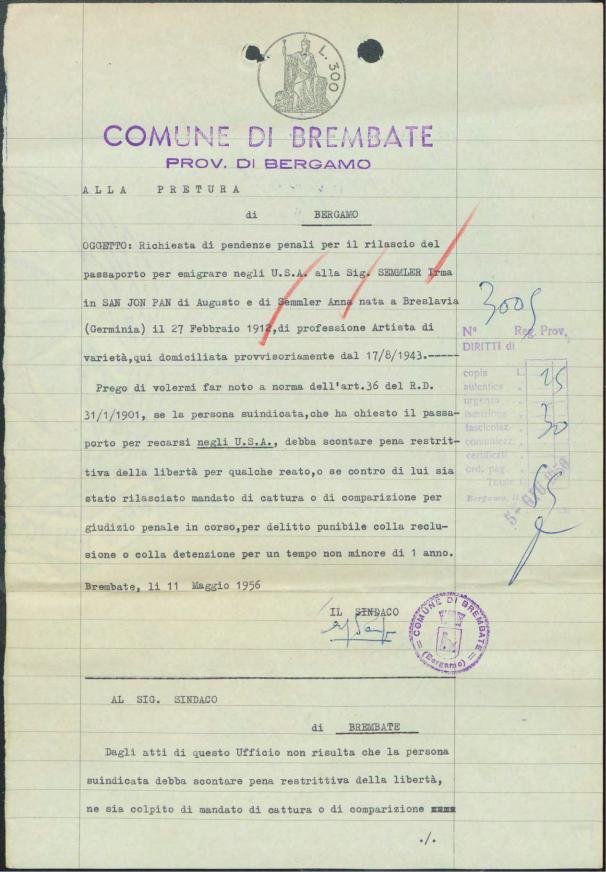 L. 300
COMUNE DI BREMBATE
PROV. DI BERGAMO
ALLA PRETURA
di BERGAMO
OGGETTO: Richiesta di pendenze penali per il rilascio del
passaporto per emigrare negli U.S.A. alla Sig. SEMMLER Irma
in SAN JON PAN di Augusto e di Semmler Anna nata a Breslavia
(Germinia) il 27 Febbraio 1912,di professione Artista di
varietà,qui domiciliata provvisoriamente dal 17/8/1943.-----
Prego di volermi far noto a norma dell'art.36 del R.D.
31/1/1901, se la persona suindicata,che ha chiesto il passa-
porto per recarsi negli U.S.A., debba scontare pena restrit-
tiva della libertà per qualche reato,o se contro di lui sia
stato rilasciato mandato di cattura o di comparizione per
giudizio penale in corso,per delitto punibile colla reclu-
sione o colla detenzione per un tempo non minore di 1 anno.
Brembate, li 11 Maggio 1956
IL SINDACO
COMUNE DI BREMBATE
(Bergamo)
3005
N° Reg. Prov.
DIRITTI di
copia L. 25
autentica
urgenza
iscrizione
fascicolaz. 30
comunicaz.
certificati
ord. pag.
Totale L.
Bergamo, li
AL SIG. SINDACO
di BREMBATE
Dagli atti di questo Ufficio non risulta che la persona
suindicata debba scontare pena restrittiva della libertà,
ne sia colpito di mandato di cattura o di comparizione
./.